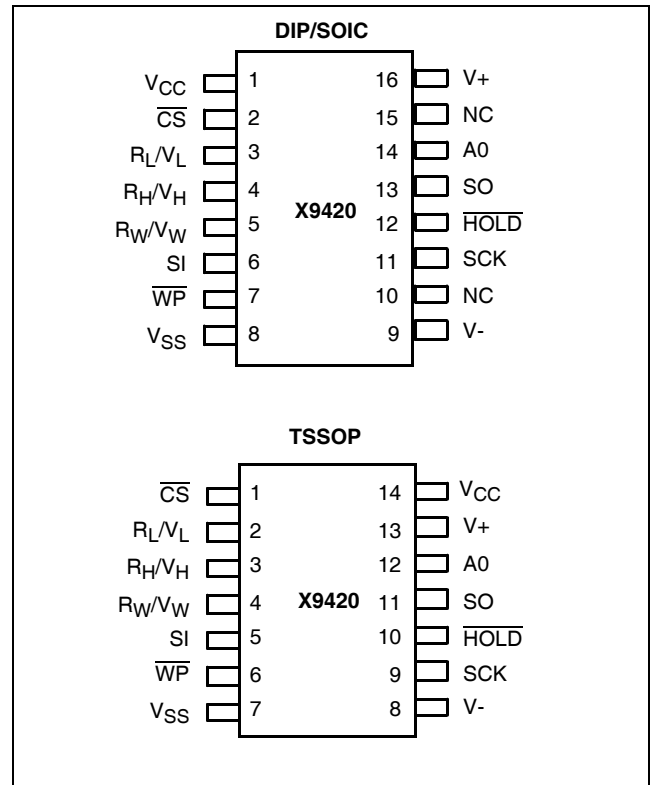 DIP/SOIC
VCC 1 16 V+
CS 2 15 NC
RL/VL 3 14 A0
RH/VH 4 13 SO
X9420
RW/VW 5 12 HOLD
SI 6 11 SCK
WP 7 10 NC
VSS 8 9 V-
TSSOP
CS 1 14 VCC
RL/VL 2 13 V+
RH/VH 3 12 A0
RW/VW 4 X9420 11 SO
SI 5 10 HOLD
WP 6 9 SCK
VSS 7 8 V-